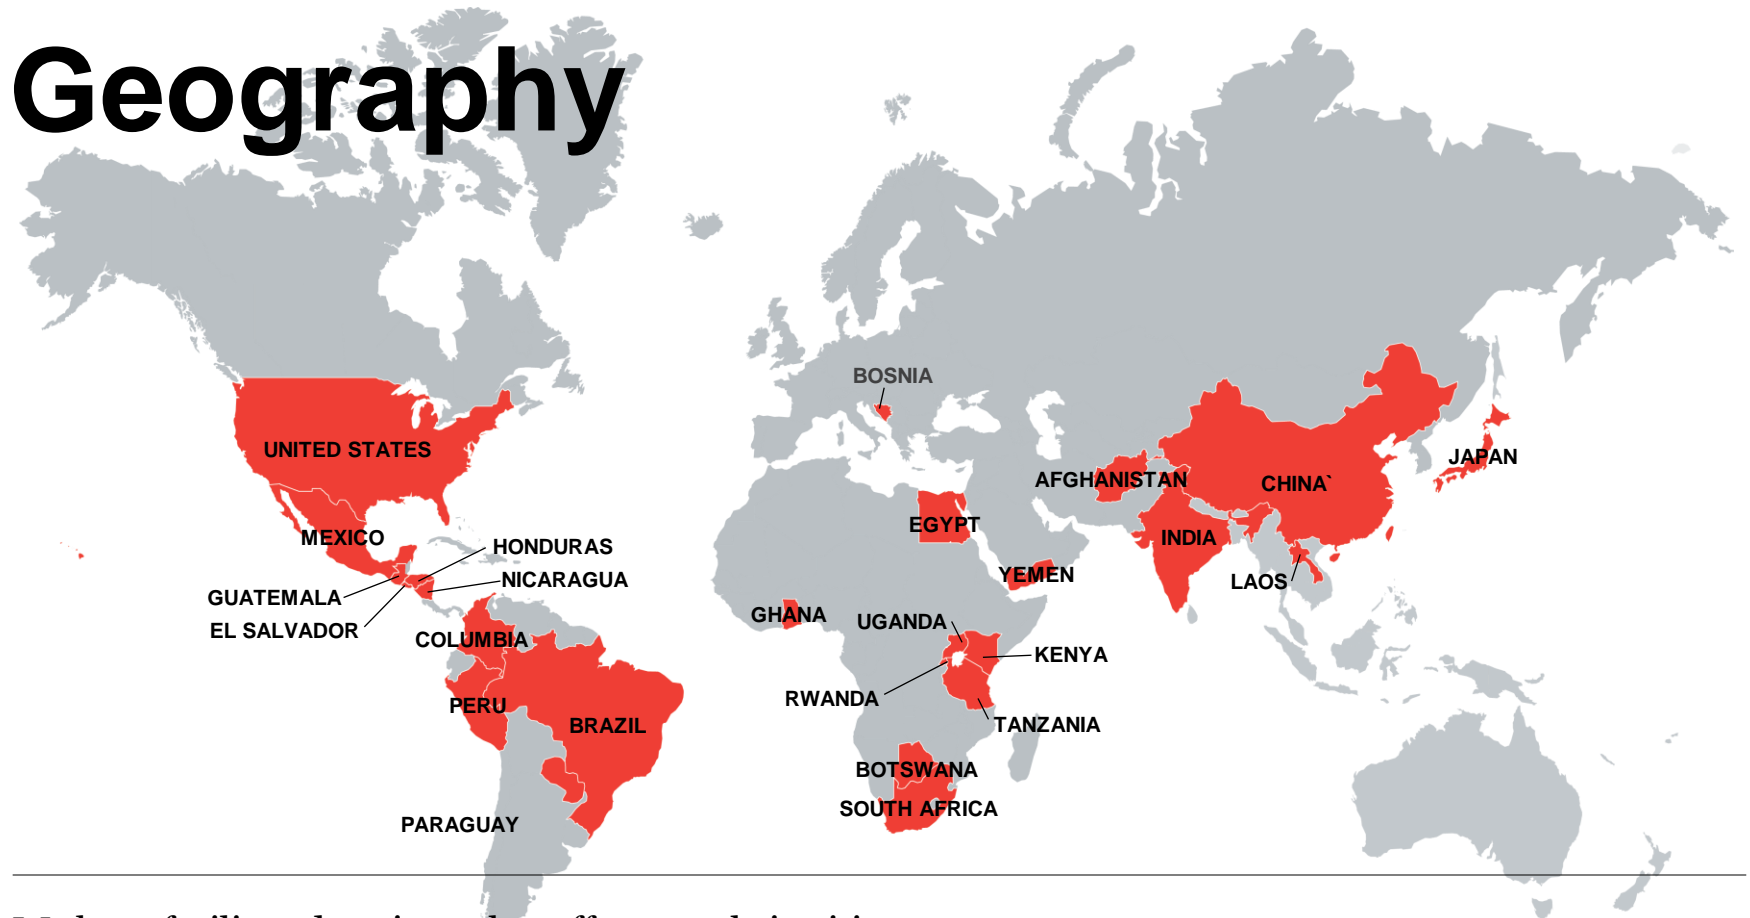 Geography
BOSNIA
UNITED STATES
JAPAN
AFGHANISTAN
CHINA`
EGYPT
MEXICO
INDIA
HONDURAS
YEMEN
NICARAGUA
LAOS
GUATEMALA
GHANA
UGANDA
EL SALVADOR
COLUMBIA
KENYA
RWANDA
PERU
TANZANIA
BRAZIL
BOTSWANA
SOUTH AFRICA
PARAGUAY